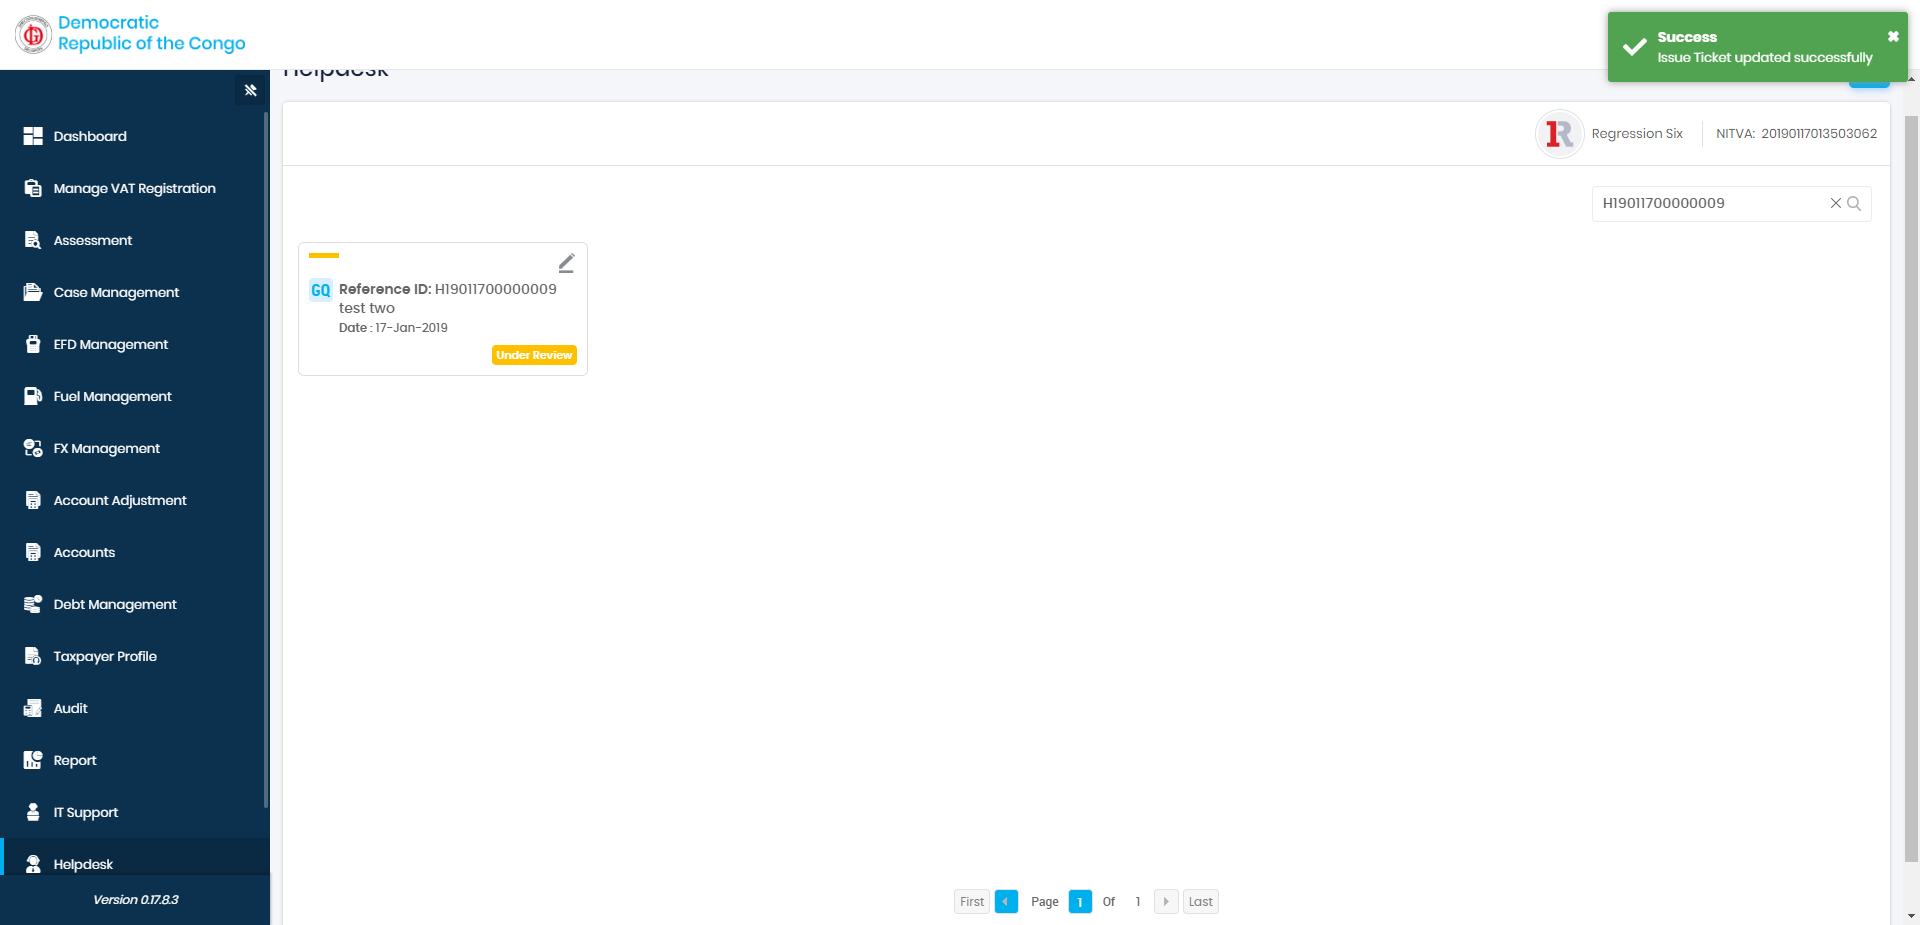 Democratic
Republic of the Congo
Success
Issue Ticket updated successfully
Helpdesk
Regression Six
NITVA: 20190117013503062
H19011700000009
GQ
Reference ID: H19011700000009
test two
Date : 17-Jan-2019
Under Review
Dashboard
Manage VAT Registration
Assessment
Case Management
EFD Management
Fuel Management
FX Management
Account Adjustment
Accounts
Debt Management
Taxpayer Profile
Audit
Report
IT Support
Helpdesk
Version 0.17.8.3
First
Page 1 Of 1
Last